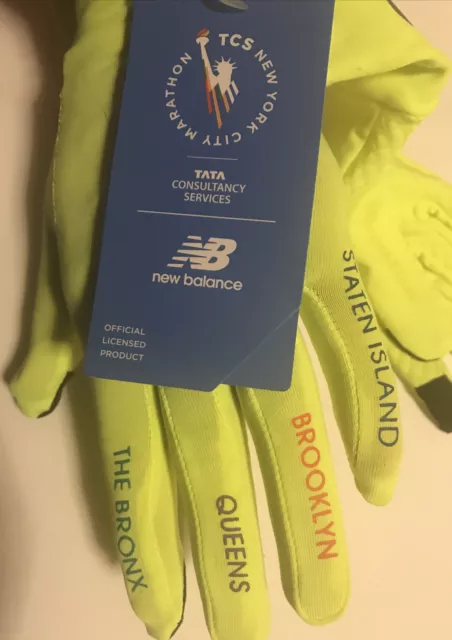 TCS NEW YORK CITY MARATHON
TATA
CONSULTANCY
SERVICES
NB
new balance
OFFICIAL
LICENSED
PRODUCT
THE BRONX
QUEENS
BROOKLYN
STATEN ISLAND